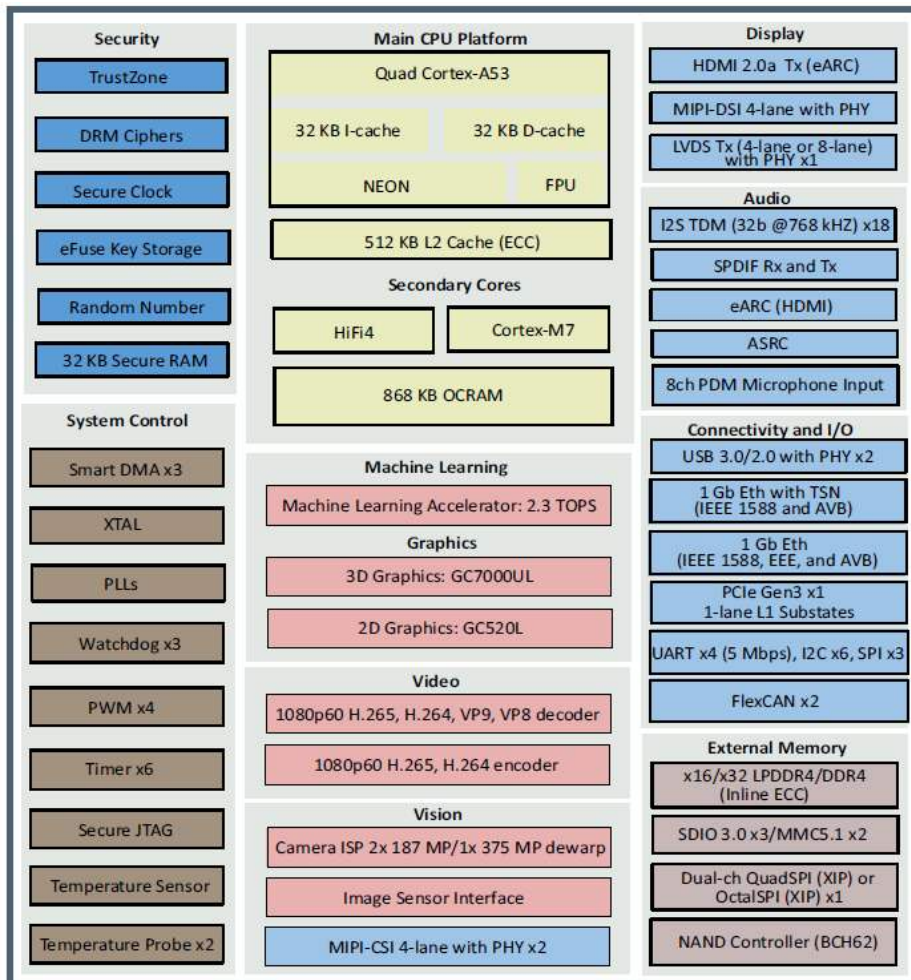 Security
TrustZone
DRM Ciphers
Secure Clock
eFuse Key Storage
Random Number
32 KB Secure RAM
System Control
Smart DMA x3
XTAL
PLLs
Watchdog x3
PWM x4
Timer x6
Secure JTAG
Temperature Sensor
Temperature Probe x2
Main CPU Platform
Quad Cortex-A53
32 KB I-cache
32 KB D-cache
NEON
FPU
512 KB L2 Cache (ECC)
Secondary Cores
HiFi4
Cortex-M7
868 KB OCRAM
Machine Learning
Machine Learning Accelerator: 2.3 TOPS
Graphics
3D Graphics: GC7000UL
2D Graphics: GC520L
Video
1080p60 H.265, H.264, VP9, VP8 decoder
1080p60 H.265, H.264 encoder
Vision
Camera ISP 2x 187 MP/1x 375 MP dewarp
Image Sensor Interface
MIPI-CSI 4-lane with PHY x2
Display
HDMI 2.0a Tx (eARC)
MIPI-DSI 4-lane with PHY
LVDS Tx (4-lane or 8-lane)
with PHY x1
Audio
I2S TDM (32b @768 kHZ) x18
SPDIF Rx and Tx
eARC (HDMI)
ASRC
8ch PDM Microphone Input
Connectivity and I/O
USB 3.0/2.0 with PHY x2
1 Gb Eth with TSN
(IEEE 1588 and AVB)
1 Gb Eth
(IEEE 1588, EEE, and AVB)
PCIe Gen3 x1
1-lane L1 Substates
UART x4 (5 Mbps), I2C x6, SPI x3
FlexCAN x2
External Memory
x16/x32 LPDDR4/DDR4
(Inline ECC)
SDIO 3.0 x3/MMC5.1 x2
Dual-ch QuadSPI (XIP) or
OctalSPI (XIP) x1
NAND Controller (BCH62)